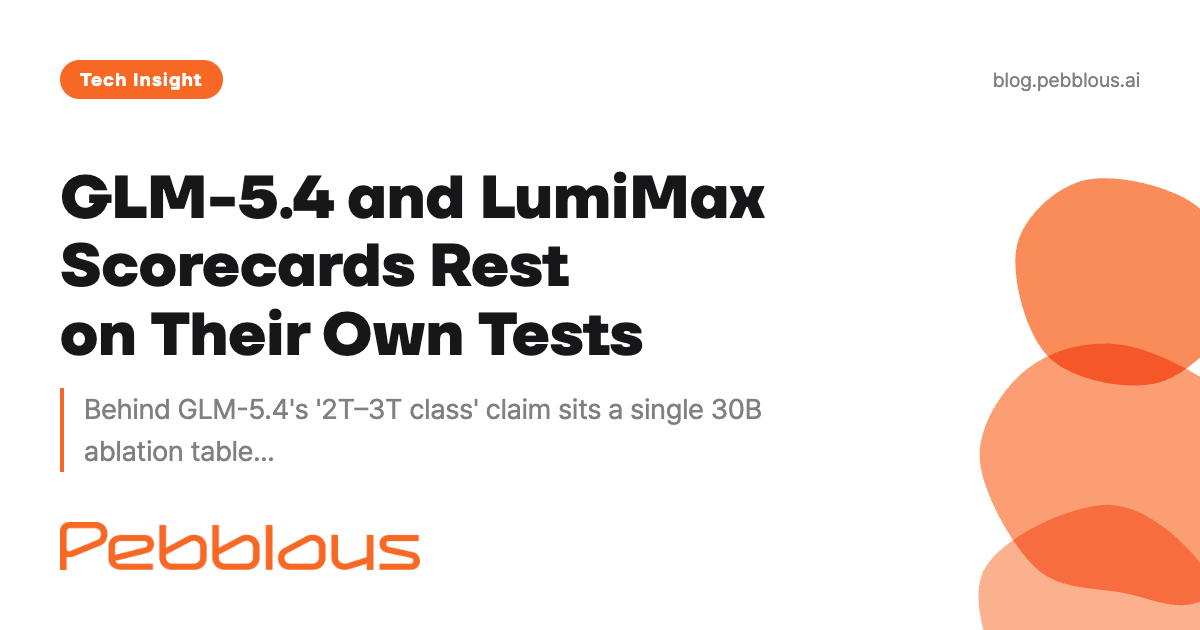 Tech Insight
blog.pebblous.ai
GLM-5.4 and LumiMax
Scorecards Rest
on Their Own Tests
Behind GLM-5.4's '2T–3T class' claim sits a single 30B
ablation table...
Pebblous